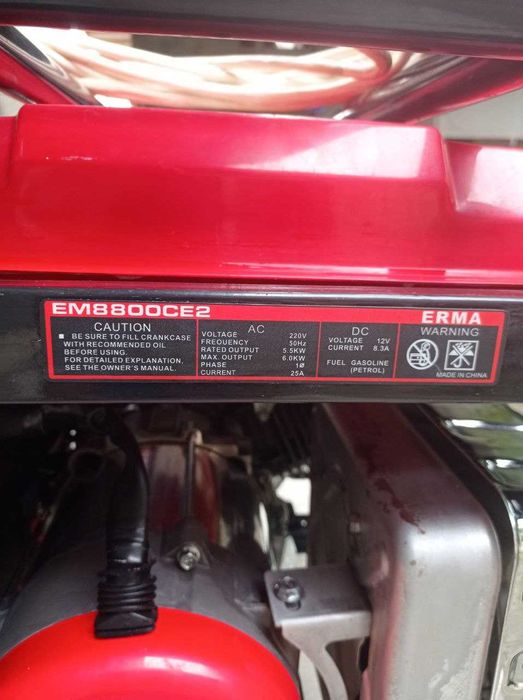 EM8800CE2
ERMA
CAUTION
■ BE SURE TO FILL CRANKCASE
WITH RECOMMENDED OIL
BEFORE USING.
FOR DETAILED EXPLANATION,
SEE THE OWNER'S MANUAL.
AC
VOLTAGE 220V
FREQUENCY 50Hz
RATED OUTPUT 5.5KW
MAX. OUTPUT 6.0KW
PHASE 1Ø
CURRENT 25A
DC
VOLTAGE 12V
CURRENT 8.3A
FUEL GASOLINE
(PETROL)
WARNING
MADE IN CHINA